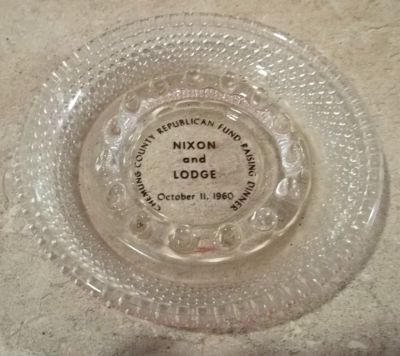 CHEMUNG COUNTY REPUBLICAN FUND RAISING DINNER
NIXON
and
LODGE
October 11, 1960